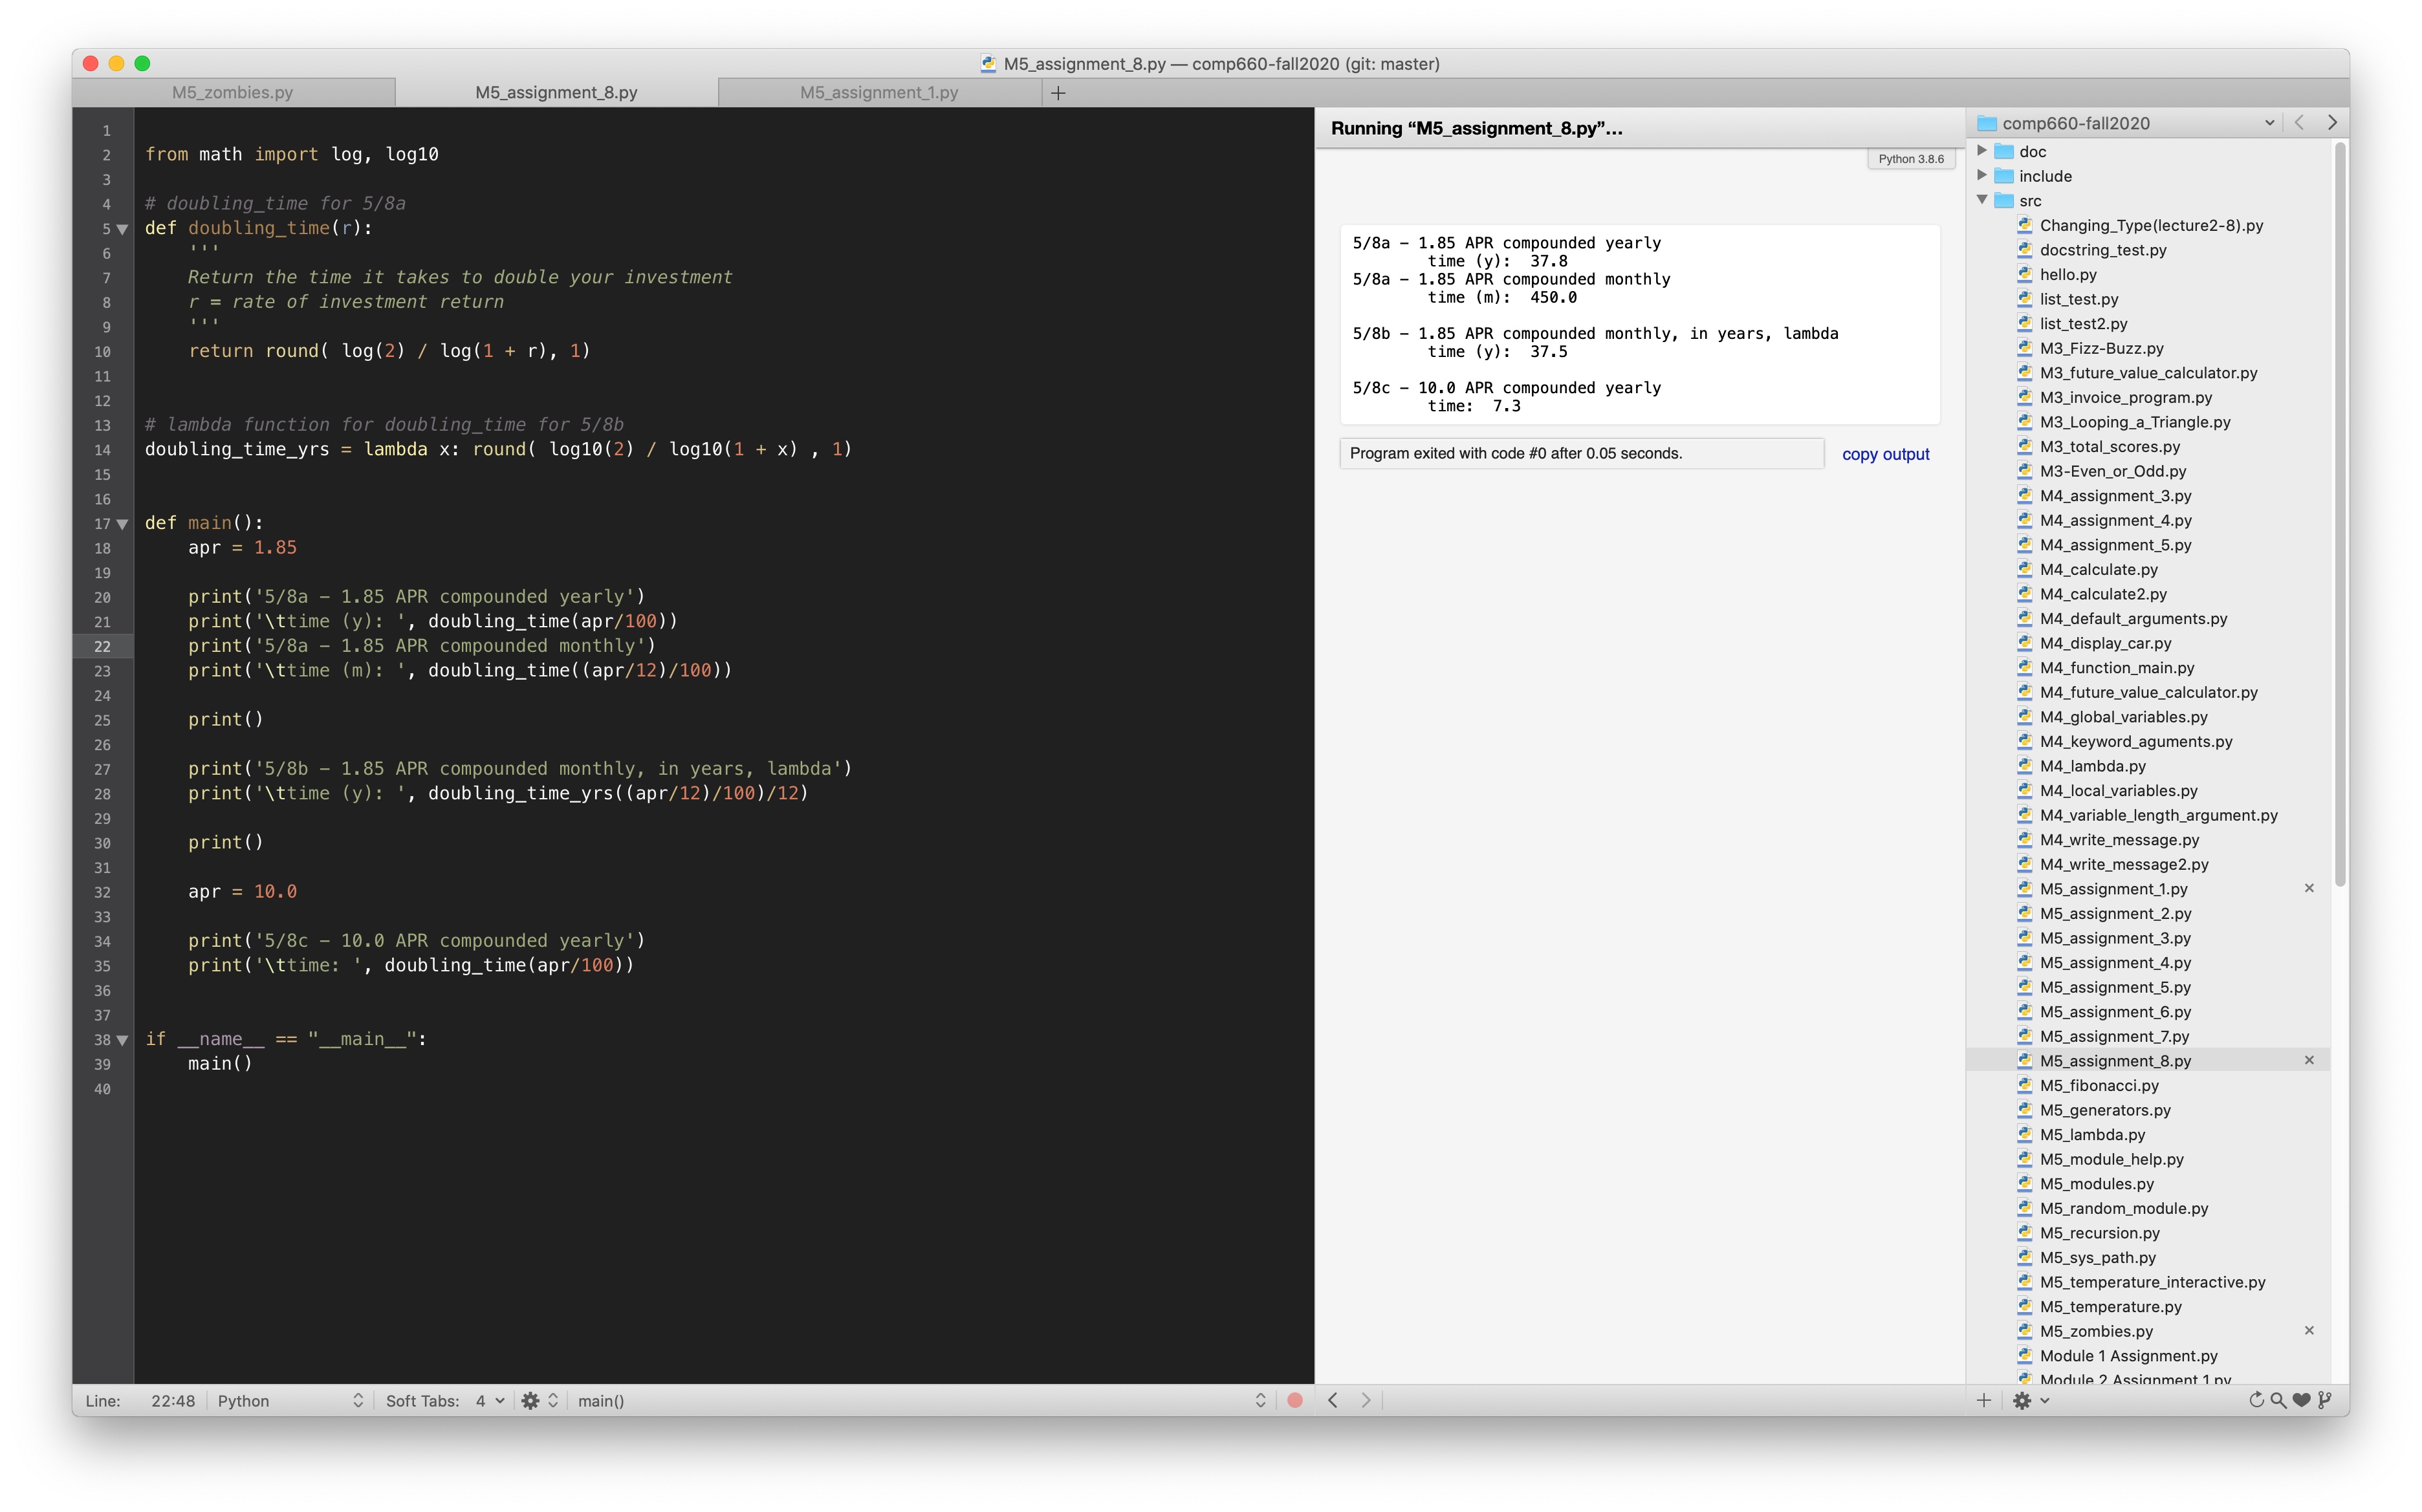 M5_assignment_8.py — comp660-fall2020 (git: master)
M5_zombies.py
M5_assignment_8.py
M5_assignment_1.py
1
2 from math import log, log10
3
4 # doubling_time for 5/8a
5 def doubling_time(r):
6     '''
7     Return the time it takes to double your investment
8     r = rate of investment return
9     '''
10     return round( log(2) / log(1 + r), 1)
11
12
13 # lambda function for doubling_time for 5/8b
14 doubling_time_yrs = lambda x: round( log10(2) / log10(1 + x) , 1)
15
16
17 def main():
18     apr = 1.85
19
20     print('5/8a – 1.85 APR compounded yearly')
21     print('\ttime (y): ', doubling_time(apr/100))
22     print('5/8a – 1.85 APR compounded monthly')
23     print('\ttime (m): ', doubling_time((apr/12)/100))
24
25     print()
26
27     print('5/8b – 1.85 APR compounded monthly, in years, lambda')
28     print('\ttime (y): ', doubling_time_yrs((apr/12)/100)/12)
29
30     print()
31
32     apr = 10.0
33
34     print('5/8c – 10.0 APR compounded yearly')
35     print('\ttime: ', doubling_time(apr/100))
36
37
38 if __name__ == "__main__":
39     main()
40
Line: 22:48 Python Soft Tabs: 4 main()
Running “M5_assignment_8.py”…
Python 3.8.6
5/8a – 1.85 APR compounded yearly
time (y):  37.8
5/8a – 1.85 APR compounded monthly
time (m):  450.0
5/8b – 1.85 APR compounded monthly, in years, lambda
time (y):  37.5
5/8c – 10.0 APR compounded yearly
time:  7.3
Program exited with code #0 after 0.05 seconds.
copy output
comp660-fall2020
doc
include
src
Changing_Type(lecture2-8).py
docstring_test.py
hello.py
list_test.py
list_test2.py
M3_Fizz-Buzz.py
M3_future_value_calculator.py
M3_invoice_program.py
M3_Looping_a_Triangle.py
M3_total_scores.py
M3-Even_or_Odd.py
M4_assignment_3.py
M4_assignment_4.py
M4_assignment_5.py
M4_calculate.py
M4_calculate2.py
M4_default_arguments.py
M4_display_car.py
M4_function_main.py
M4_future_value_calculator.py
M4_global_variables.py
M4_keyword_aguments.py
M4_lambda.py
M4_local_variables.py
M4_variable_length_argument.py
M4_write_message.py
M4_write_message2.py
M5_assignment_1.py
M5_assignment_2.py
M5_assignment_3.py
M5_assignment_4.py
M5_assignment_5.py
M5_assignment_6.py
M5_assignment_7.py
M5_assignment_8.py
M5_fibonacci.py
M5_generators.py
M5_lambda.py
M5_module_help.py
M5_modules.py
M5_random_module.py
M5_recursion.py
M5_sys_path.py
M5_temperature_interactive.py
M5_temperature.py
M5_zombies.py
Module 1 Assignment.py
Module 2 Assignment 1.py